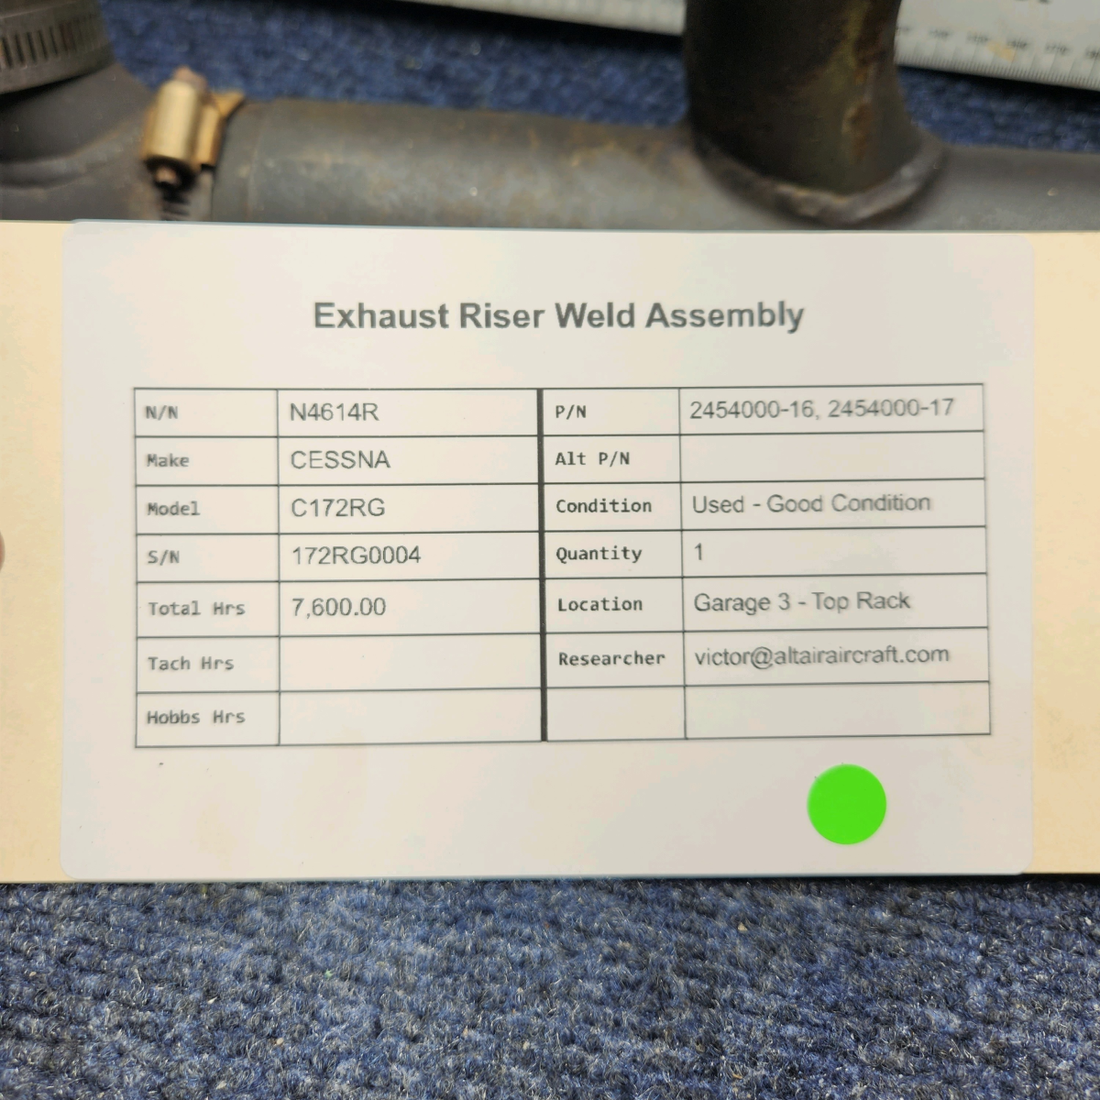 Exhaust Riser Weld Assembly
N/N N4614R P/N 2454000-16, 2454000-17
Make CESSNA Alt P/N
Model C172RG Condition Used - Good Condition
S/N 172RG0004 Quantity 1
Total Hrs 7,600.00 Location Garage 3 - Top Rack
Tach Hrs Researcher victor@altairaircraft.com
Hobbs Hrs